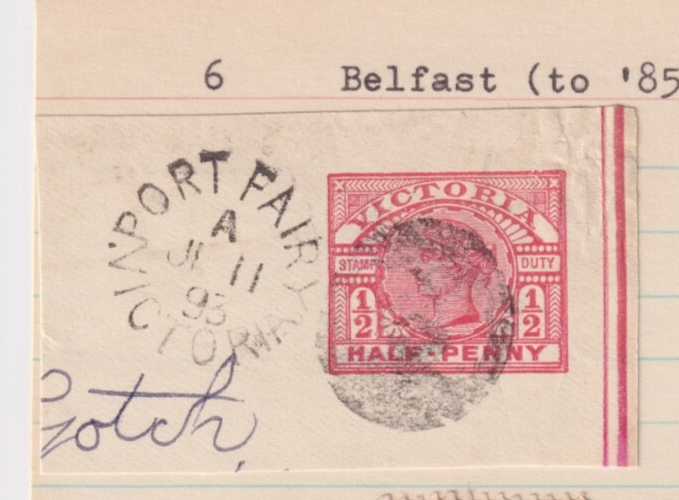 6 Belfast (to '85
PORT FAIRY
A
JL 11
93
VICTORIA
VICTORIA
STAMP DUTY
1/2 1/2
HALF-PENNY
Gotch